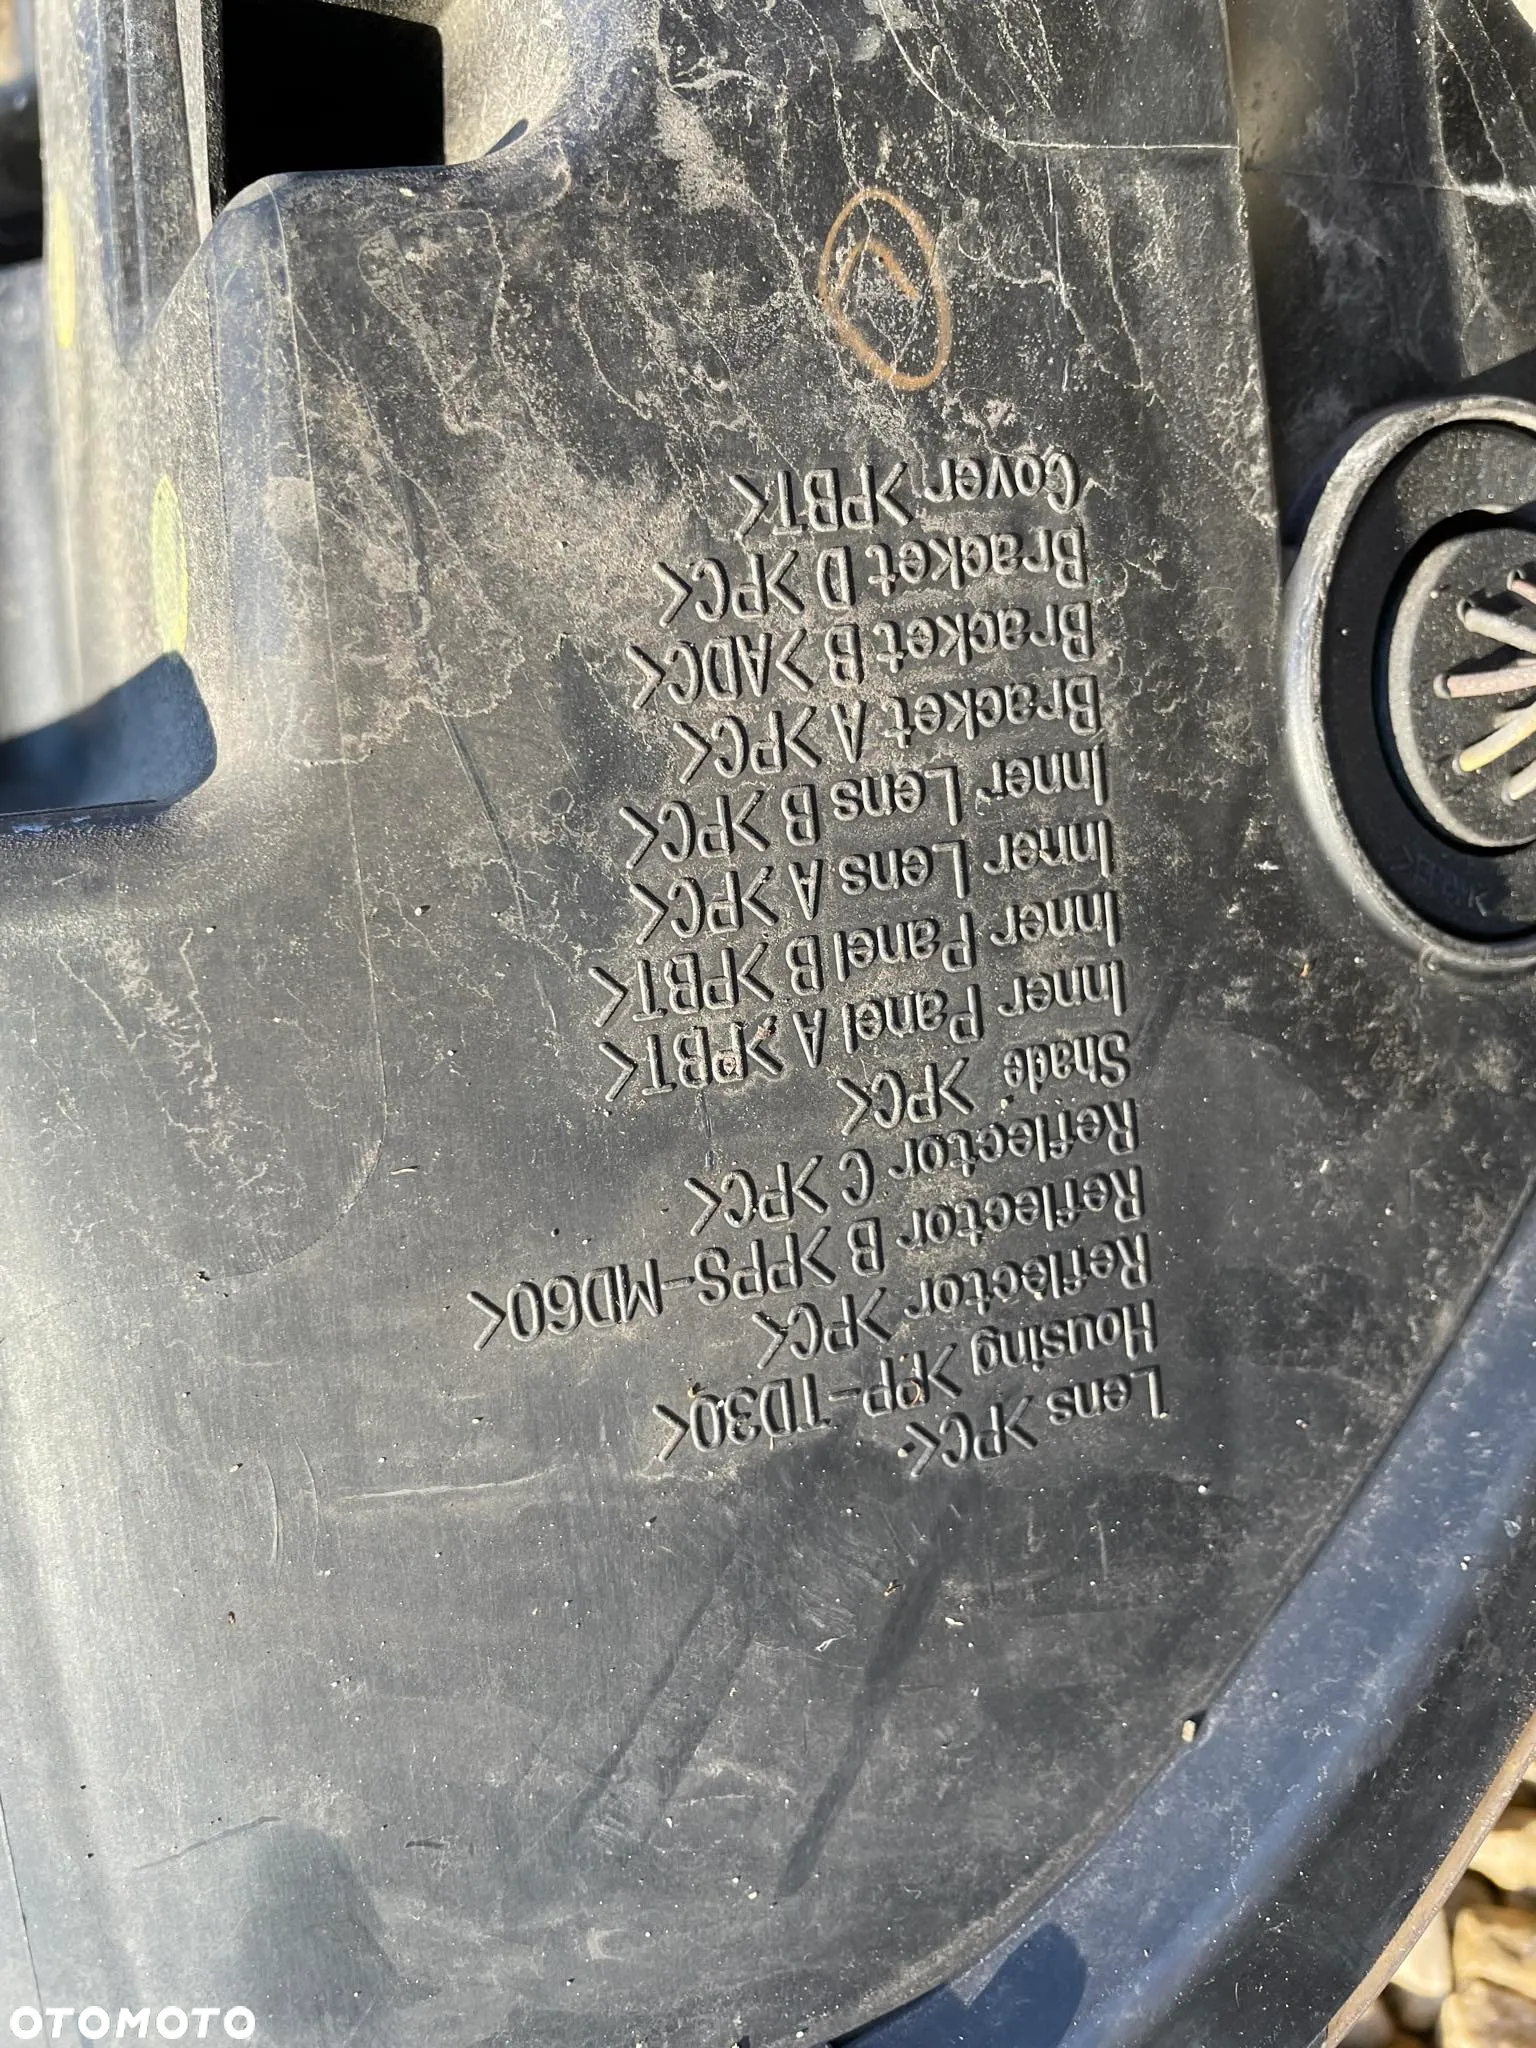 Lens >PC<
Housing >PP-TD30<
Reflector >PC<
Reflector B >PPS-MD60<
Reflector C >PC<
Shade >PC<
Inner Panel A >PBT<
Inner Panel B >PBT<
Inner Lens A >PC<
Inner Lens B >PC<
Bracket A >PC<
Bracket B >ADC<
Bracket D >PC<
Cover >PBT<
OTOMOTO